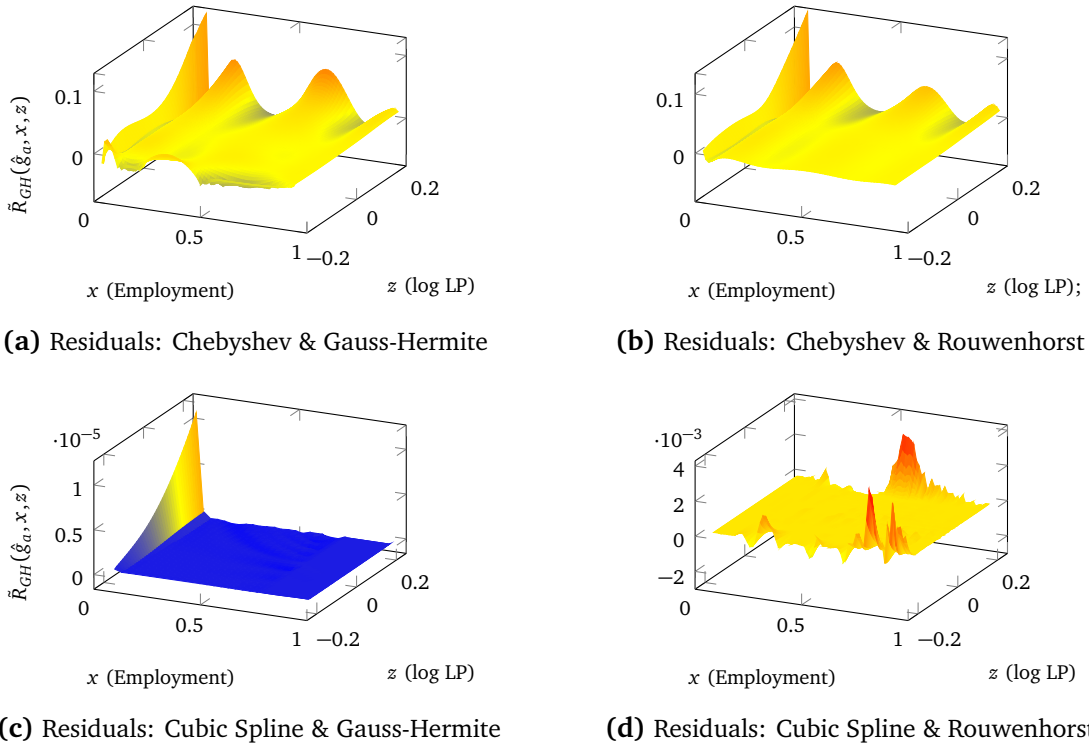 0.1
0
R̃_GH(ĝ_a, x, z)
0
0.5
1
−0.2
0
0.2
x (Employment)
z (log LP)
(a) Residuals: Chebyshev & Gauss-Hermite
0.1
0
0
0.5
1
−0.2
0
0.2
x (Employment)
z (log LP);
(b) Residuals: Chebyshev & Rouwenhorst
·10⁻⁵
1
0.5
0
R̃_GH(ĝ_a, x, z)
0
0.5
1
−0.2
0
0.2
x (Employment)
z (log LP)
(c) Residuals: Cubic Spline & Gauss-Hermite
·10⁻³
4
2
0
−2
0
0.5
1
−0.2
0
0.2
x (Employment)
z (log LP)
(d) Residuals: Cubic Spline & Rouwenhorst